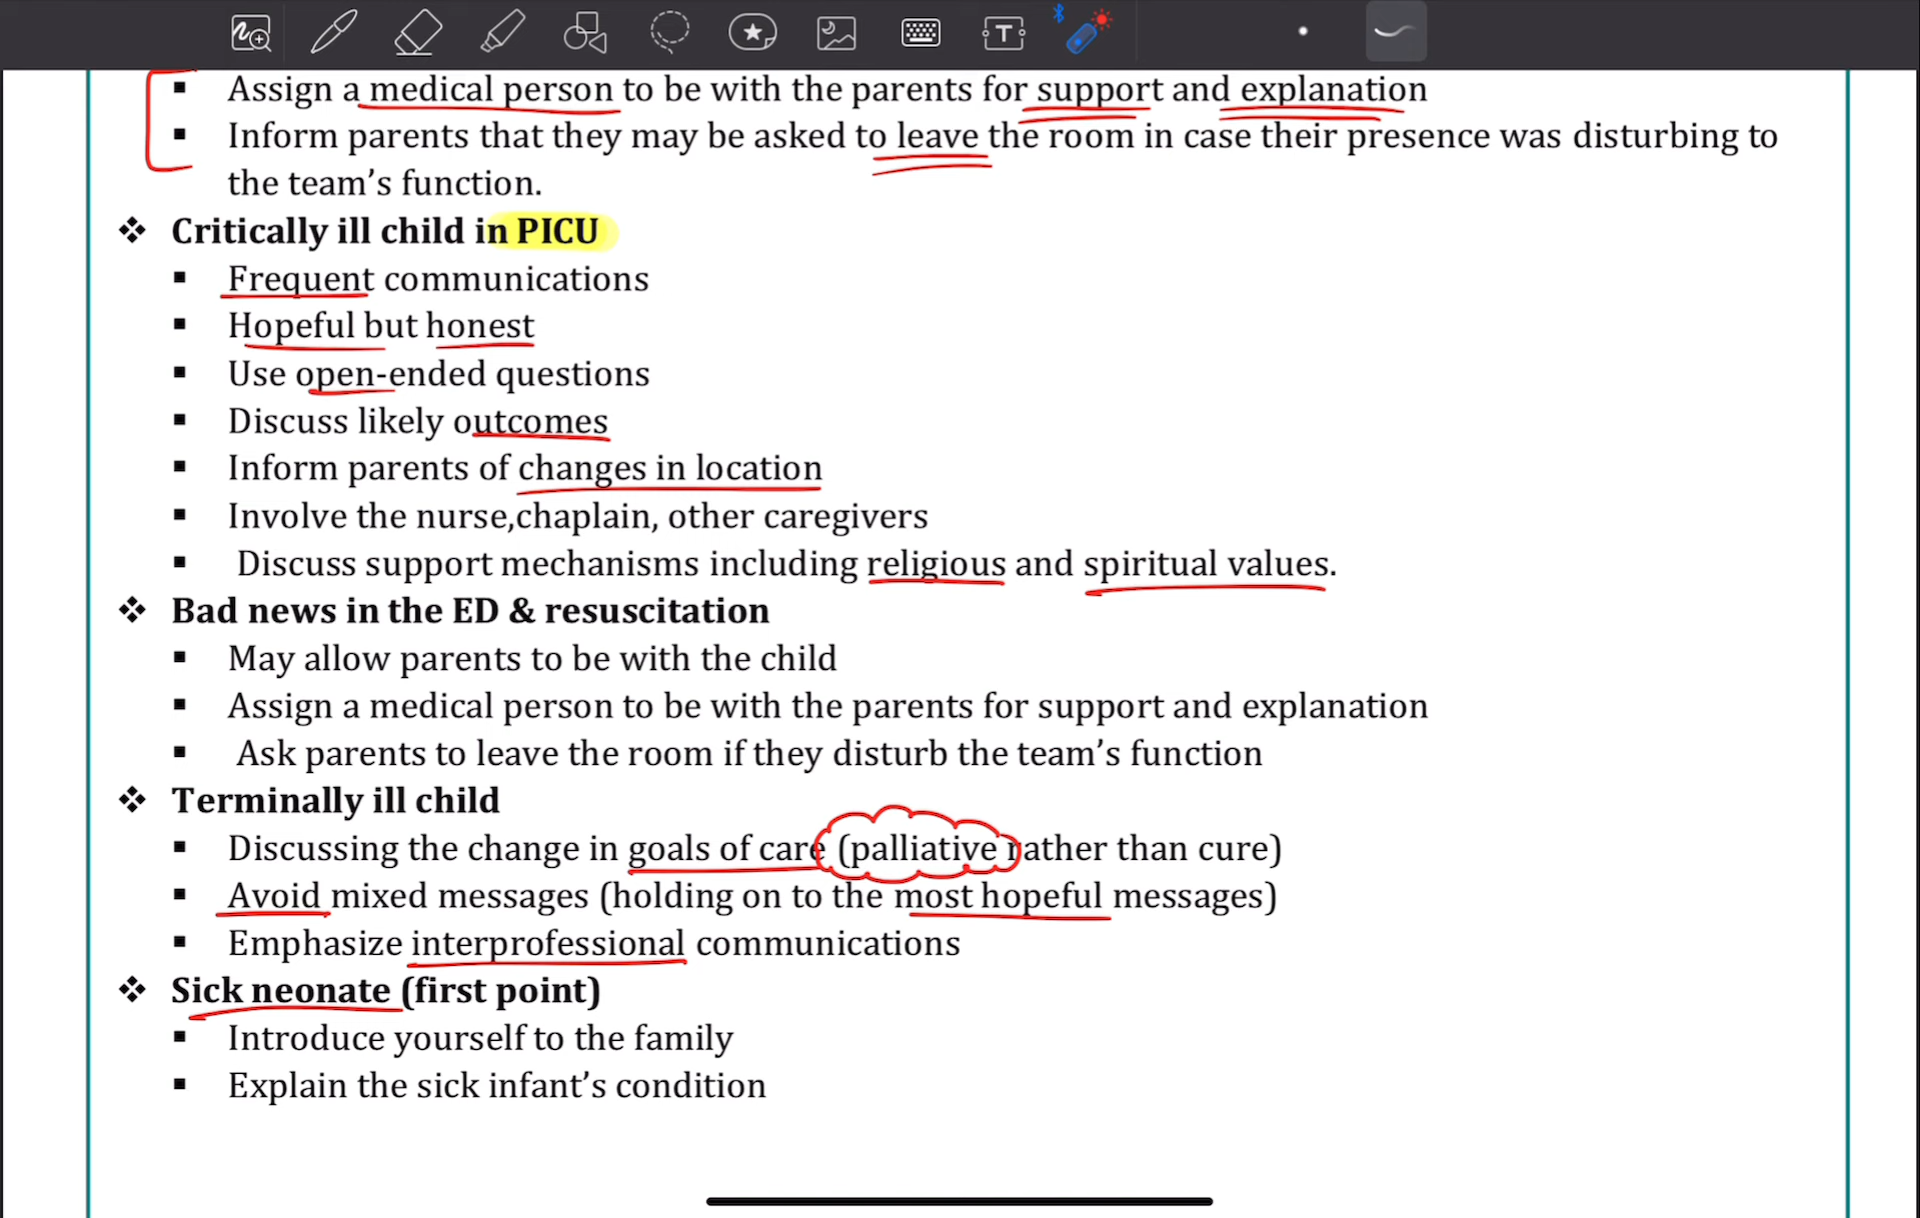 ▪ Assign a medical person to be with the parents for support and explanation
▪ Inform parents that they may be asked to leave the room in case their presence was disturbing to
the team’s function.
❖ Critically ill child in PICU
▪ Frequent communications
▪ Hopeful but honest
▪ Use open-ended questions
▪ Discuss likely outcomes
▪ Inform parents of changes in location
▪ Involve the nurse,chaplain, other caregivers
▪ Discuss support mechanisms including religious and spiritual values.
❖ Bad news in the ED & resuscitation
▪ May allow parents to be with the child
▪ Assign a medical person to be with the parents for support and explanation
▪ Ask parents to leave the room if they disturb the team’s function
❖ Terminally ill child
▪ Discussing the change in goals of care (palliative rather than cure)
▪ Avoid mixed messages (holding on to the most hopeful messages)
▪ Emphasize interprofessional communications
❖ Sick neonate (first point)
▪ Introduce yourself to the family
▪ Explain the sick infant’s condition